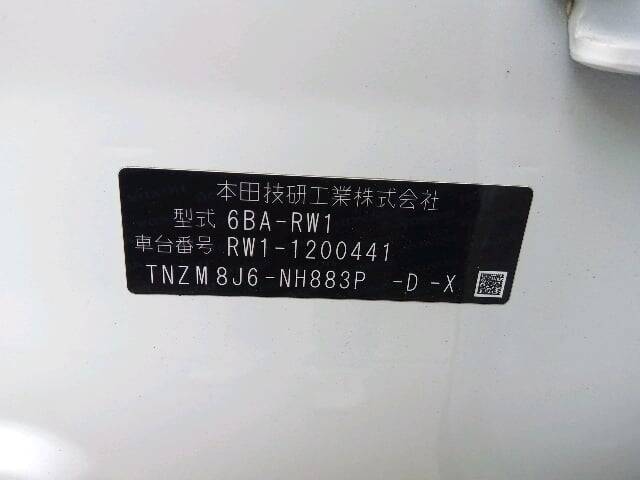 本田技研工業株式会社
型式 6BA-RW1
車台番号 RW1-1200441
TNZM8J6-NH883P -D -X